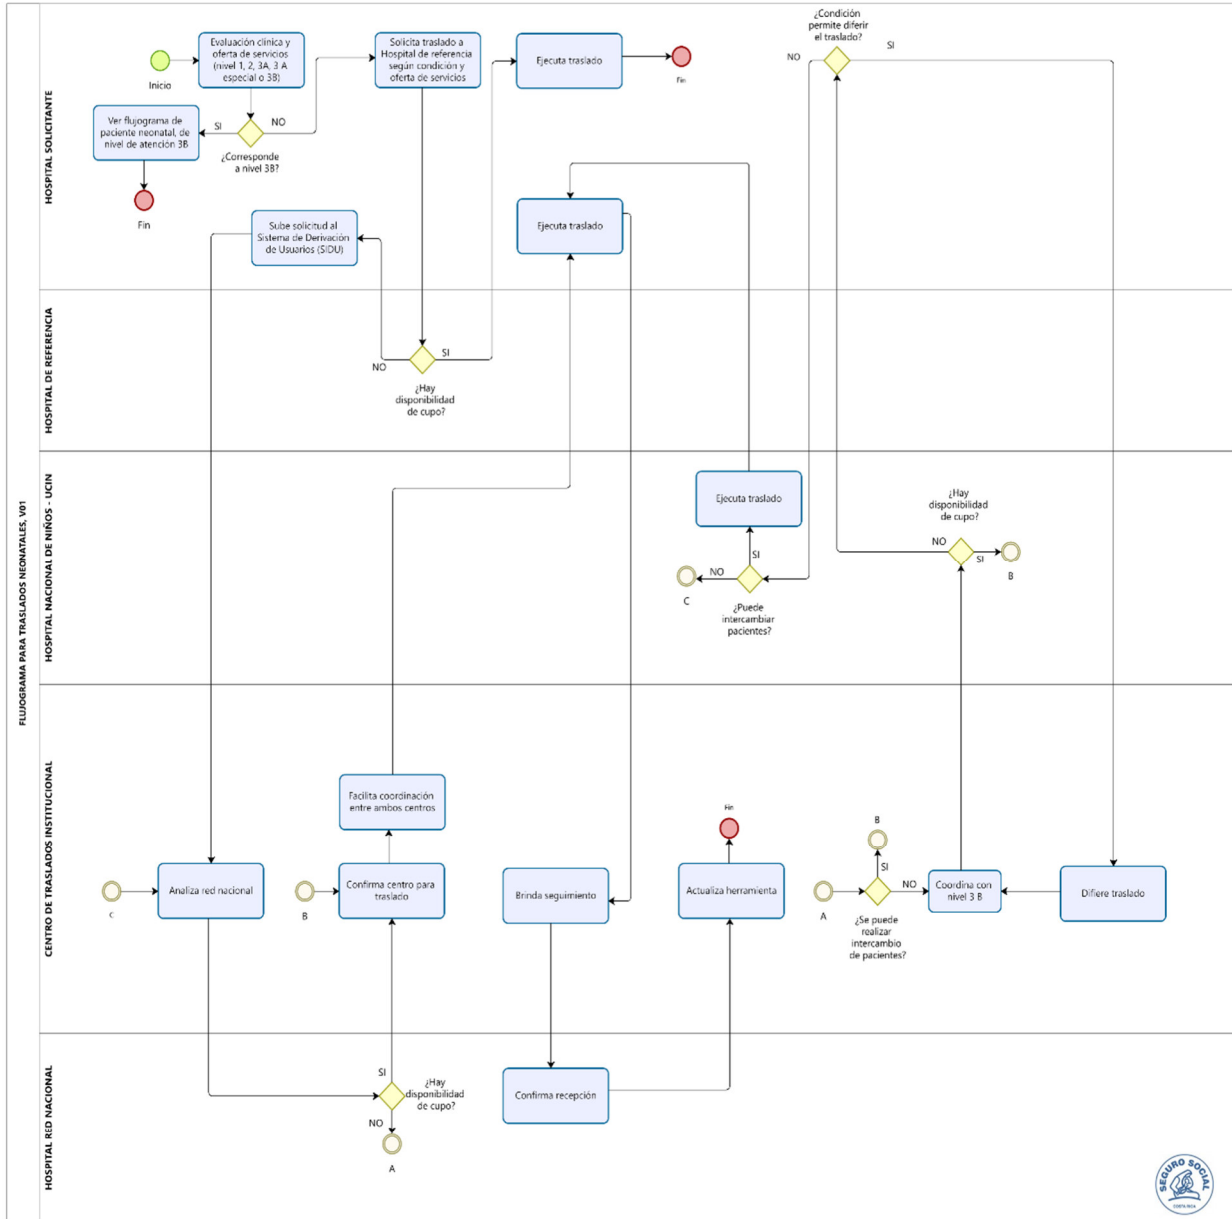 FLUJOGRAMA PARA TRASLADOS NEONATALES, V01
HOSPITAL SOLICITANTE
Inicio
Evaluación clínica y
oferta de servicios
(nivel 1, 2, 3A, 3 A
especial o 3B)
Solicita traslado a
Hospital de referencia
según condición y
oferta de servicios
Ejecuta traslado
Fin
¿Condición
permite diferir
el traslado?
NO
SI
Ver flujograma de
paciente neonatal, de
nivel de atención 3B
SI
NO
¿Corresponde
a nivel 3B?
Fin
Sube solicitud al
Sistema de Derivación
de Usuarios (SIDU)
Ejecuta traslado
HOSPITAL DE REFERENCIA
NO
SI
¿Hay
disponibilidad
de cupo?
HOSPITAL NACIONAL DE NIÑOS - UCIN
Ejecuta traslado
SI
NO
C
¿Puede
intercambiar
pacientes?
¿Hay
disponibilidad
de cupo?
NO
SI
B
CENTRO DE TRASLADOS INSTITUCIONAL
Facilita coordinación
entre ambos centros
C
Analiza red nacional
B
Confirma centro para
traslado
Brinda seguimiento
Fin
Actualiza herramienta
B
SI
NO
A
¿Se puede
realizar
intercambio
de pacientes?
Coordina con
nivel 3 B
Difiere traslado
HOSPITAL RED NACIONAL
SI
¿Hay
disponibilidad
de cupo?
NO
A
Confirma recepción
SEGURO SOCIAL
COSTA RICA